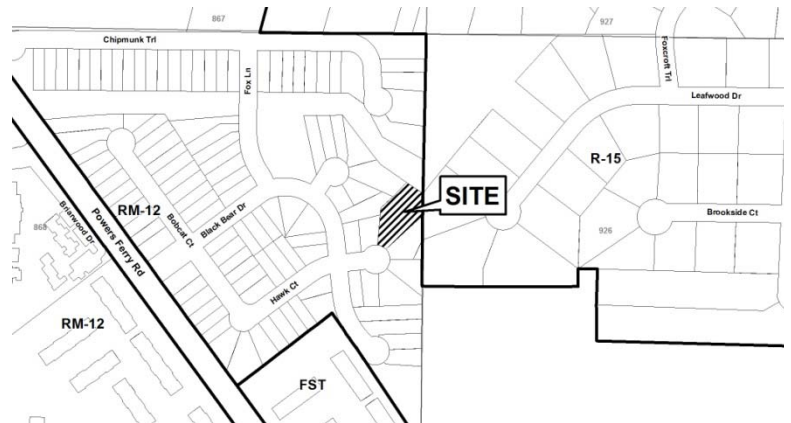 867
927
Chipmunk Trl
Fox Ln
Foxcroft Trl
Leafwood Dr
R-15
SITE
RM-12
868
Briarwood Dr
Powers Ferry Rd
Bobcat Ct
Black Bear Dr
Brookside Ct
926
Hawk Ct
RM-12
FST